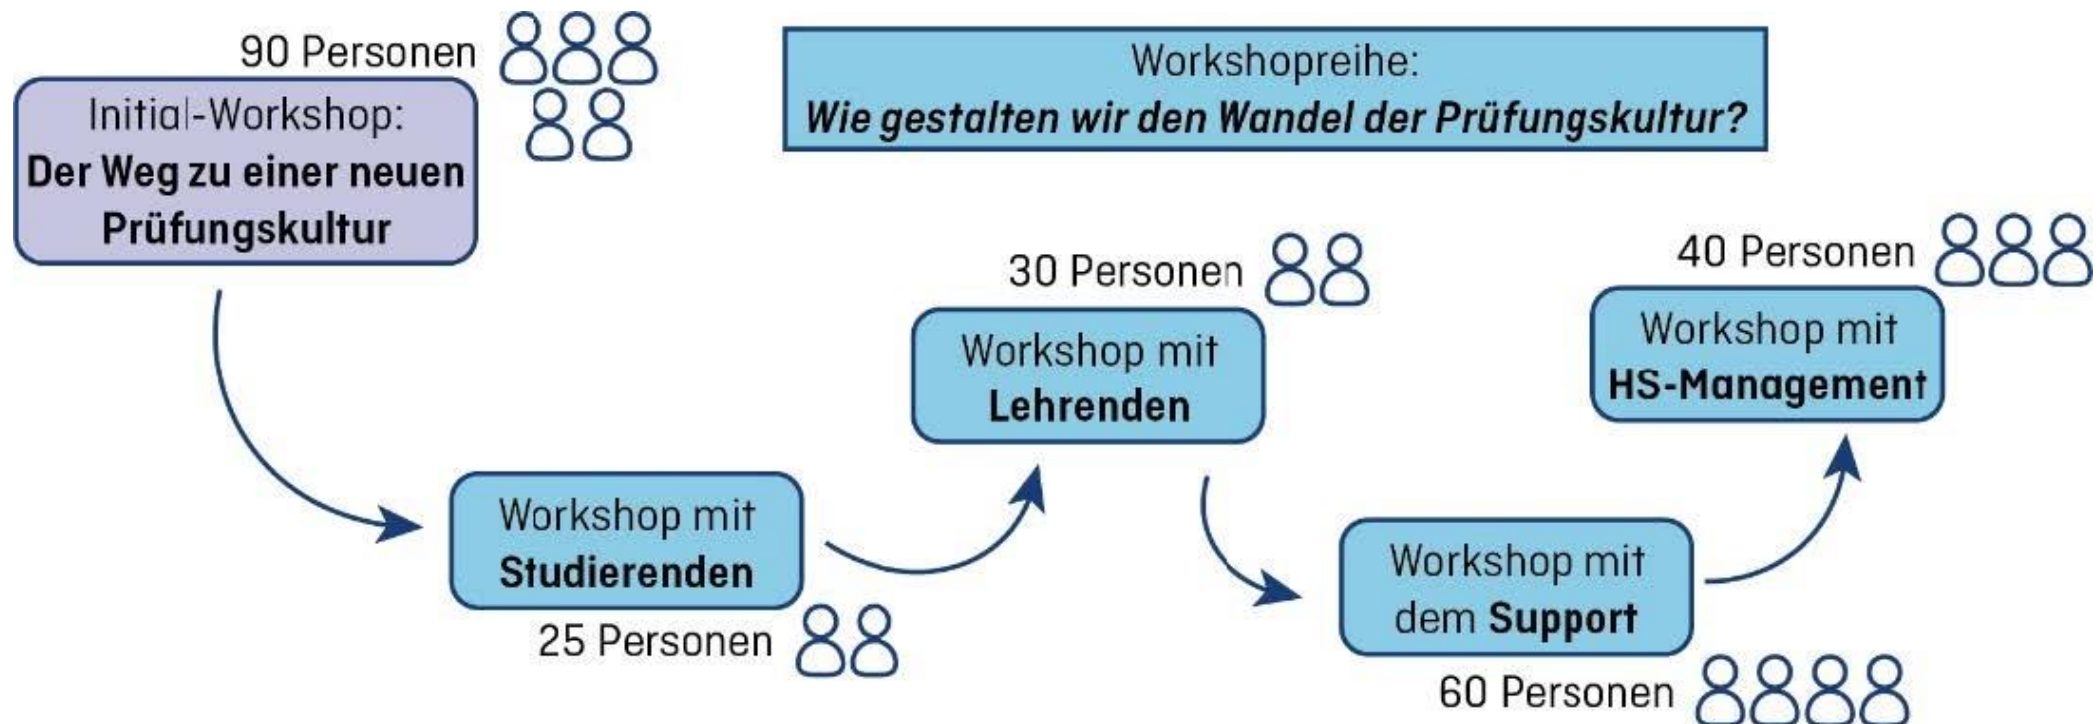 90 Personen
Initial-Workshop:
Der Weg zu einer neuen
Prüfungskultur
Workshopreihe:
Wie gestalten wir den Wandel der Prüfungskultur?
25 Personen
Workshop mit
Studierenden
30 Personen
Workshop mit
Lehrenden
Workshop mit
dem Support
60 Personen
40 Personen
Workshop mit
HS-Management